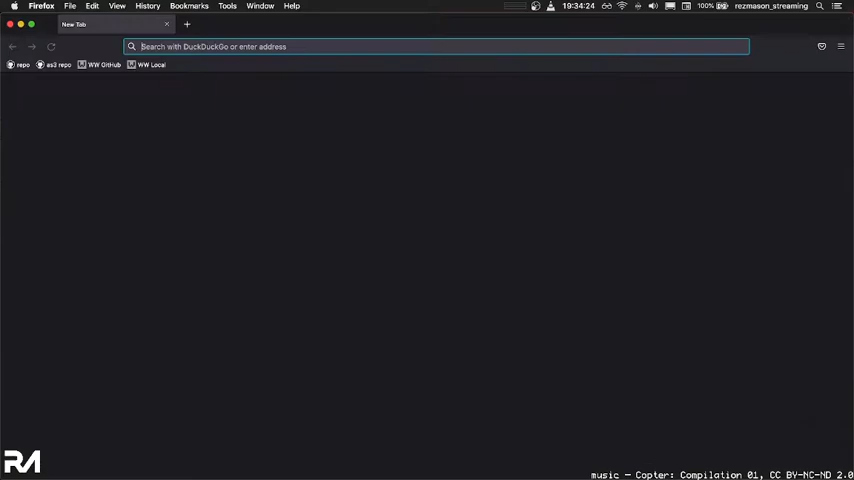 Firefox File Edit View History Bookmarks Tools Window Help 19:34:24 100% rezmason_streaming
New Tab
Search with DuckDuckGo or enter address
repo as3 repo WW GitHub WW Local
RM
music – Copter: Compilation 01, CC BY-NC-ND 2.0